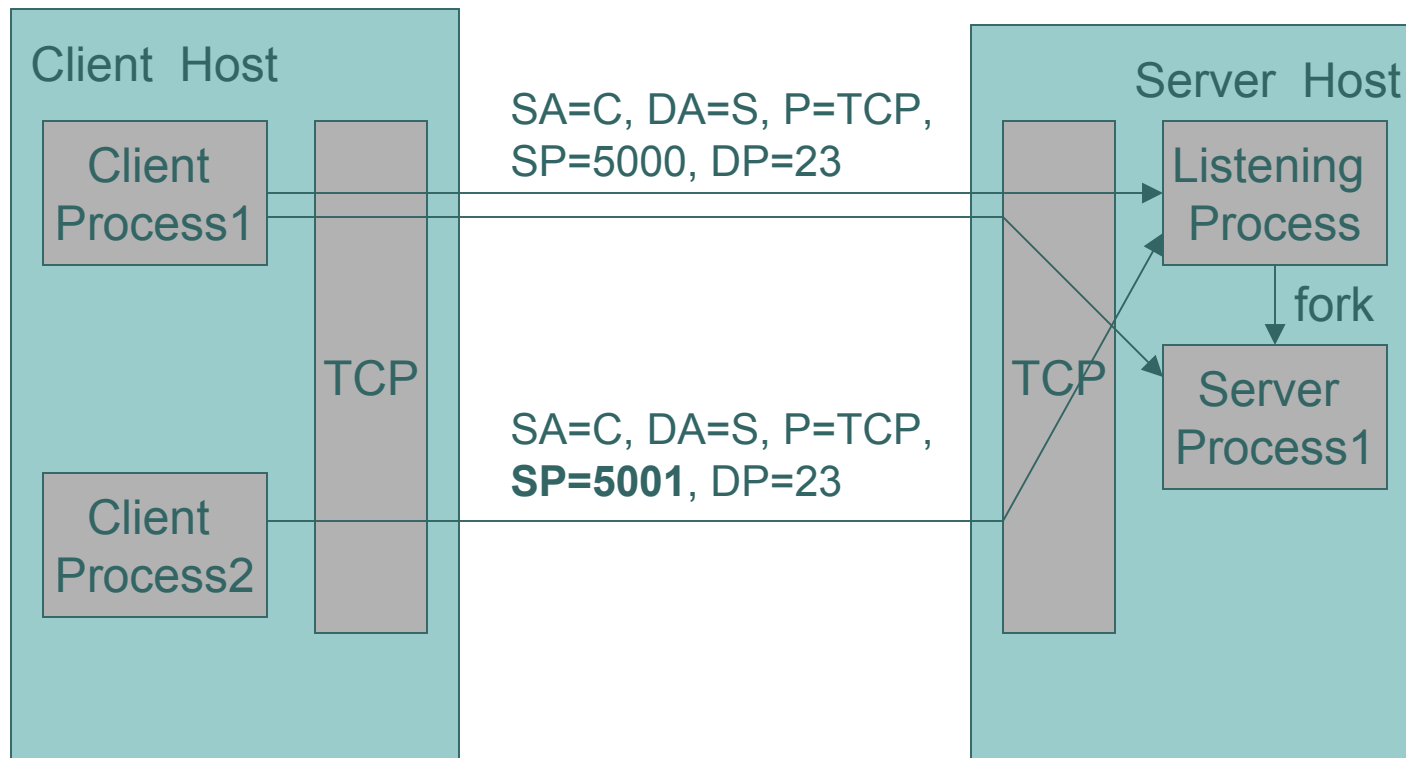 Client Host
Server Host
SA=C, DA=S, P=TCP,
SP=5000, DP=23
Client
Process1
Listening
Process
fork
TCP
TCP
Server
Process1
SA=C, DA=S, P=TCP,
SP=5001, DP=23
Client
Process2